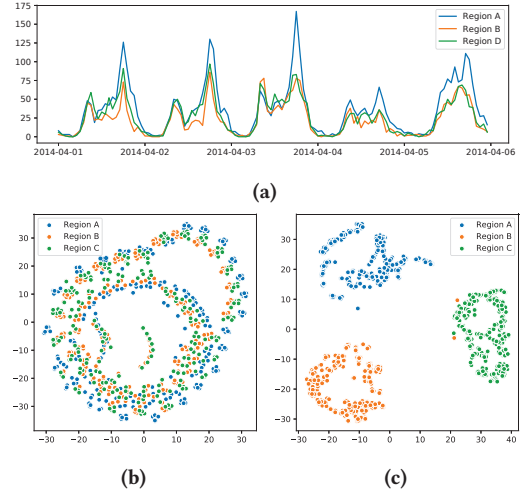 175
150
125
100
75
50
25
0
Region A
Region B
Region D
2014-04-01 2014-04-02 2014-04-03 2014-04-04 2014-04-05 2014-04-06
(a)
Region A
Region B
Region C
30
20
10
0
−10
−20
−30
−30 −20 −10 0 10 20 30
(b)
Region A
Region B
Region C
30
20
10
0
−10
−20
−30
−30 −20 −10 0 10 20 30 40
(c)